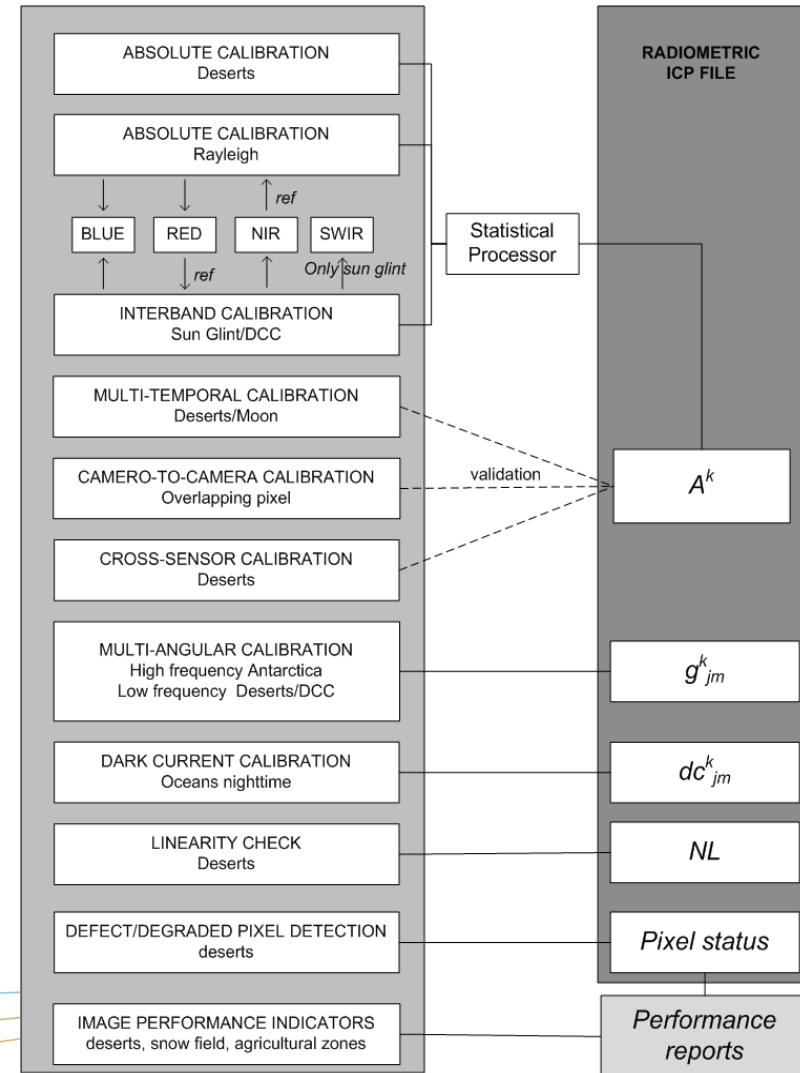 ABSOLUTE CALIBRATION
Deserts
RADIOMETRIC
ICP FILE
ABSOLUTE CALIBRATION
Rayleigh
ref
BLUE
RED
NIR
SWIR
ref
Only sun glint
Statistical
Processor
INTERBAND CALIBRATION
Sun Glint/DCC
MULTI-TEMPORAL CALIBRATION
Deserts/Moon
CAMERO-TO-CAMERA CALIBRATION
Overlapping pixel
validation
A^k
CROSS-SENSOR CALIBRATION
Deserts
MULTI-ANGULAR CALIBRATION
High frequency Antarctica
Low frequency Deserts/DCC
g^k_jm
DARK CURRENT CALIBRATION
Oceans nighttime
dc^k_jm
LINEARITY CHECK
Deserts
NL
DEFECT/DEGRADED PIXEL DETECTION
deserts
Pixel status
IMAGE PERFORMANCE INDICATORS
deserts, snow field, agricultural zones
Performance
reports